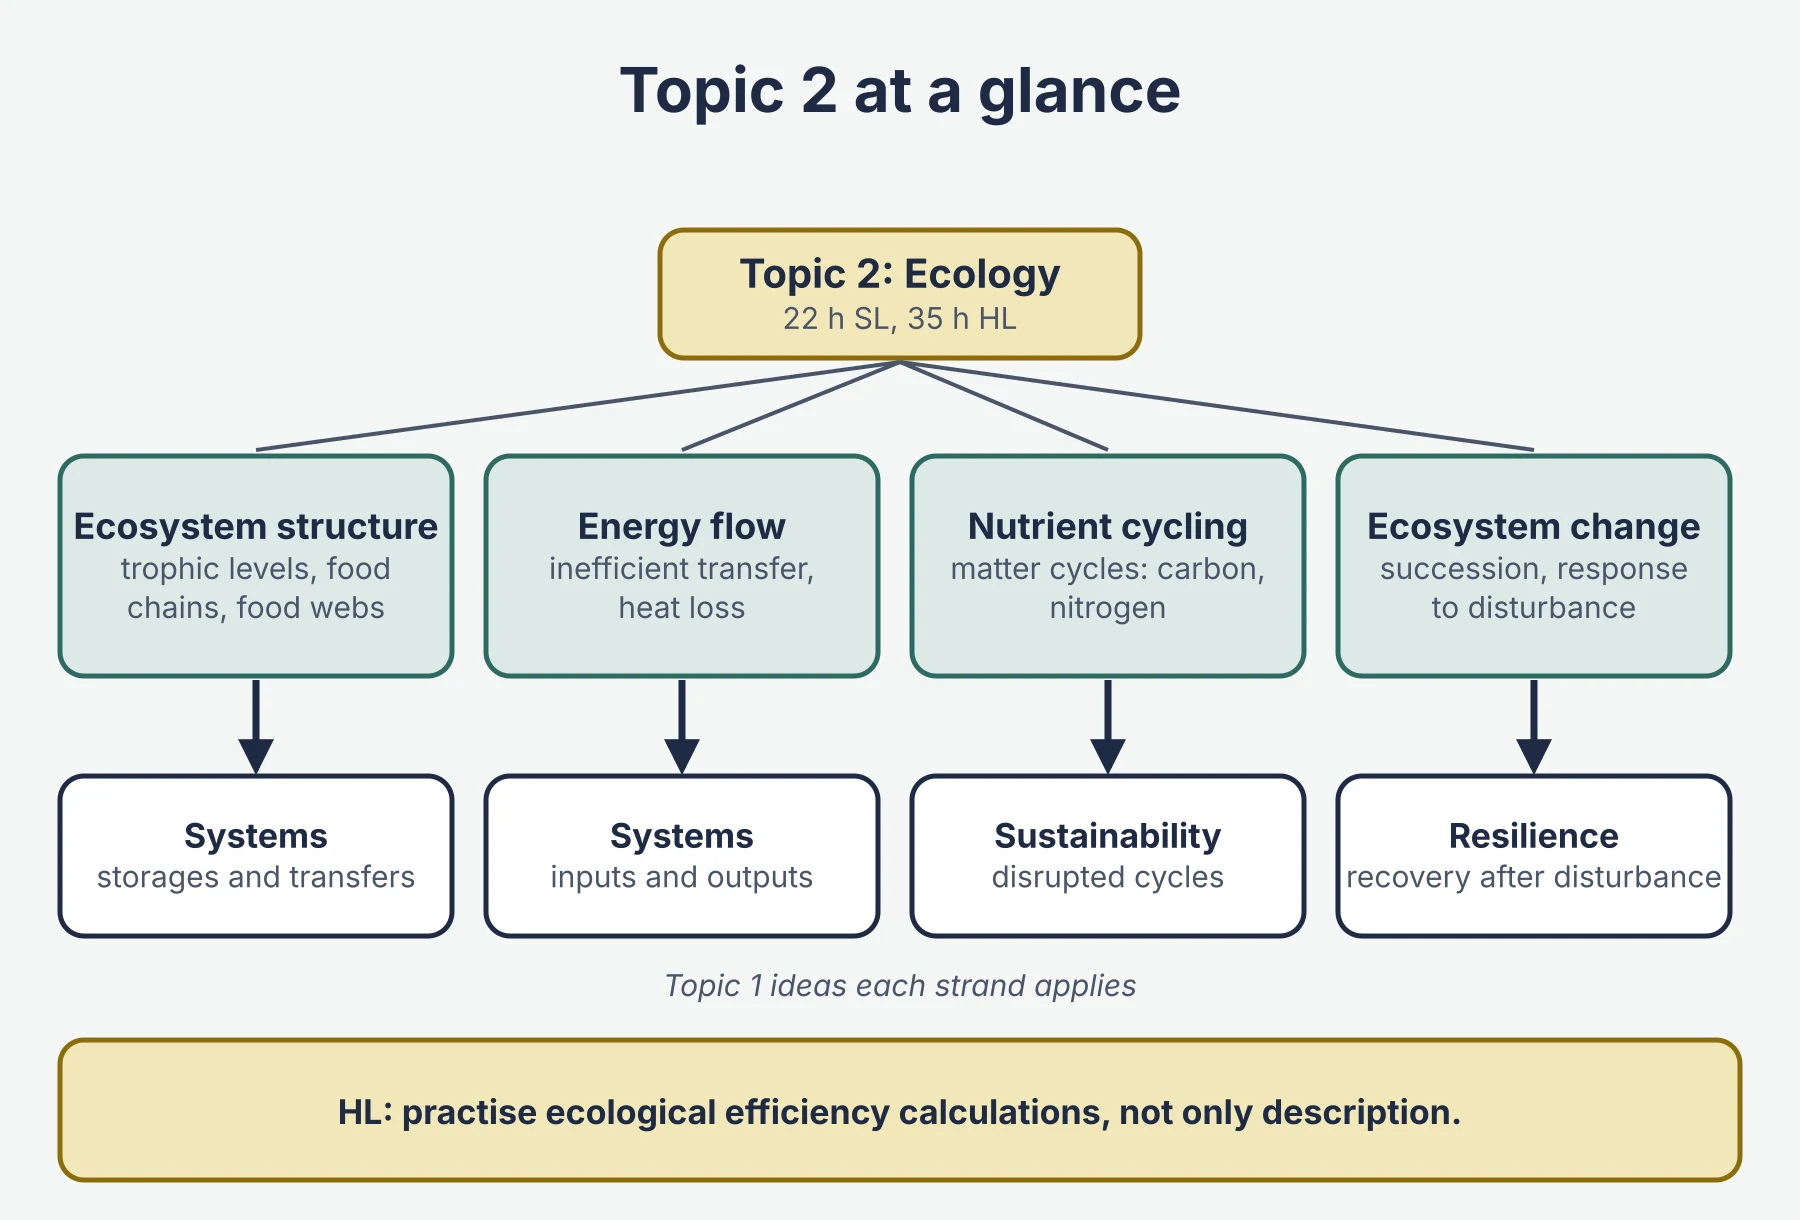 Topic 2 at a glance
Topic 2: Ecology
22 h SL, 35 h HL
Ecosystem structure
trophic levels, food
chains, food webs
Energy flow
inefficient transfer,
heat loss
Nutrient cycling
matter cycles: carbon,
nitrogen
Ecosystem change
succession, response
to disturbance
Systems
storages and transfers
Systems
inputs and outputs
Sustainability
disrupted cycles
Resilience
recovery after disturbance
Topic 1 ideas each strand applies
HL: practise ecological efficiency calculations, not only description.